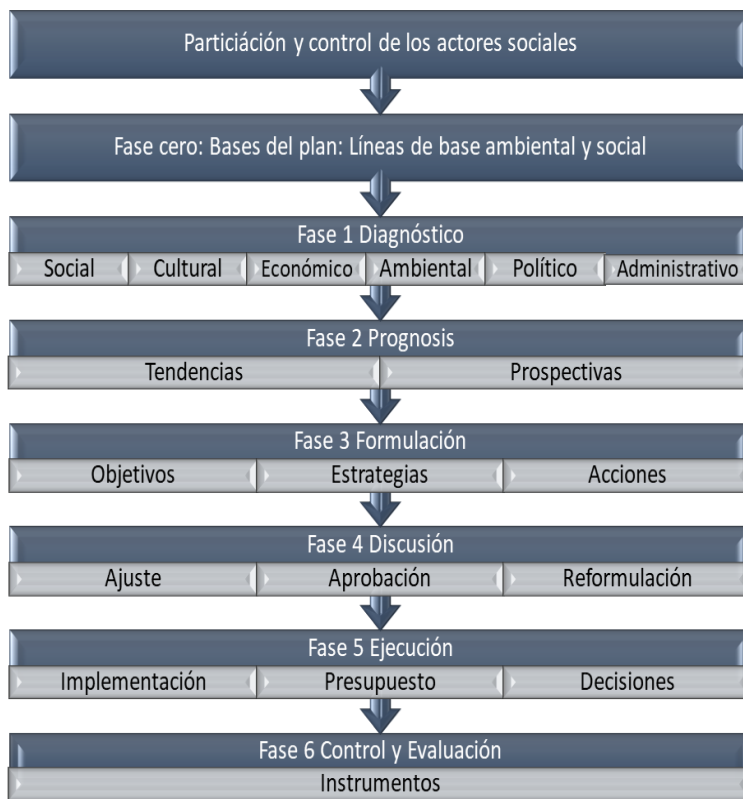 Particiáción y control de los actores sociales
Fase cero: Bases del plan: Líneas de base ambiental y social
Fase 1 Diagnóstico
Social Cultural Económico Ambiental Político Administrativo
Fase 2 Prognosis
Tendencias Prospectivas
Fase 3 Formulación
Objetivos Estrategias Acciones
Fase 4 Discusión
Ajuste Aprobación Reformulación
Fase 5 Ejecución
Implementación Presupuesto Decisiones
Fase 6 Control y Evaluación
Instrumentos